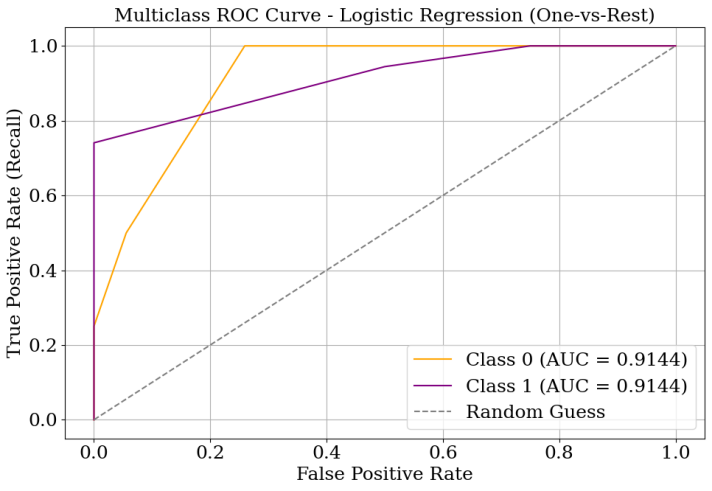 Multiclass ROC Curve - Logistic Regression (One-vs-Rest)
True Positive Rate (Recall)
1.0
0.8
0.6
0.4
0.2
0.0
Class 0 (AUC = 0.9144)
Class 1 (AUC = 0.9144)
Random Guess
0.0 0.2 0.4 0.6 0.8 1.0
False Positive Rate